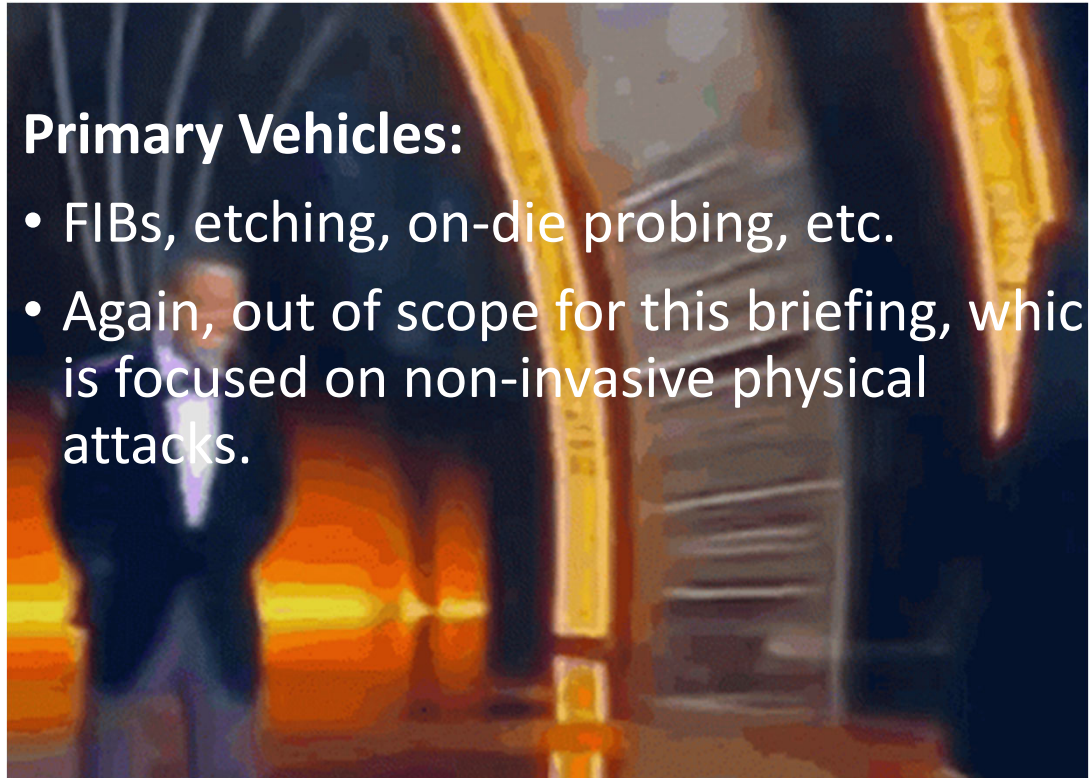 Primary Vehicles:
• FIBs, etching, on-die probing, etc.
• Again, out of scope for this briefing, whic
is focused on non-invasive physical
attacks.